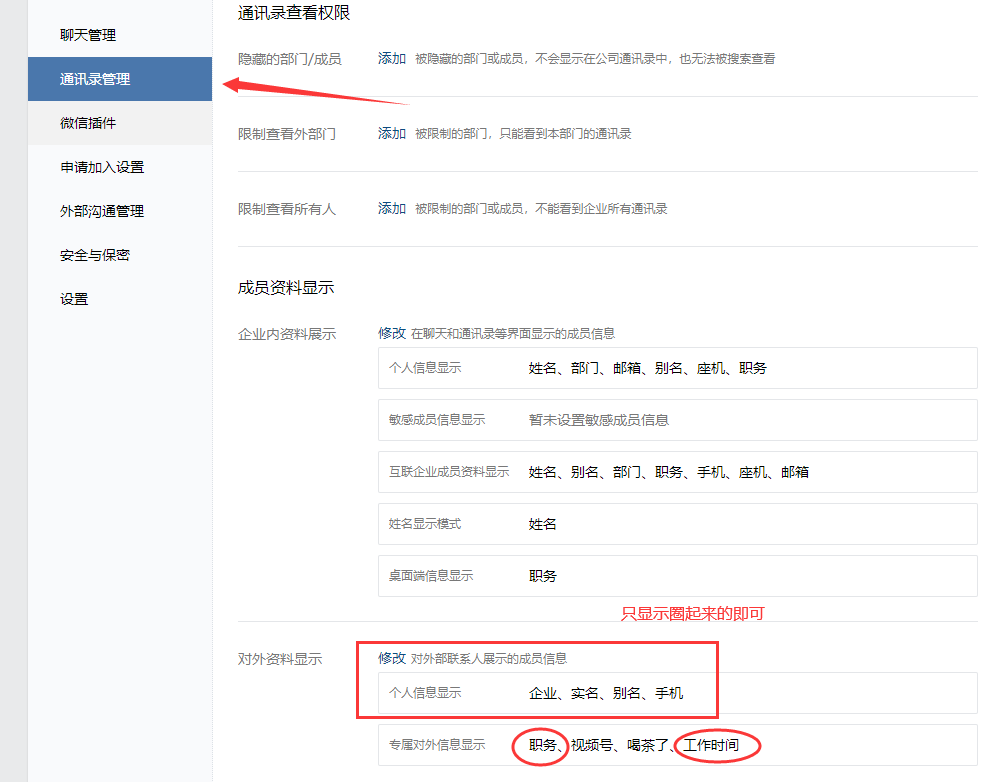 聊天管理
通讯录管理
微信插件
申请加入设置
外部沟通管理
安全与保密
设置
通讯录查看权限
隐藏的部门/成员 添加 被隐藏的部门或成员，不会显示在公司通讯录中，也无法被搜索查看
限制查看外部门 添加 被限制的部门，只能看到本部门的通讯录
限制查看所有人 添加 被限制的部门或成员，不能看到企业所有通讯录
成员资料显示
企业内资料展示 修改 在聊天和通讯录等界面显示的成员信息
个人信息显示 姓名、部门、邮箱、别名、座机、职务
敏感成员信息显示 暂未设置敏感成员信息
互联企业成员资料显示 姓名、别名、部门、职务、手机、座机、邮箱
姓名显示模式 姓名
桌面端信息显示 职务
只显示圈起来的即可
对外资料显示 修改 对外部联系人展示的成员信息
个人信息显示 企业、实名、别名、手机
专属对外信息显示 职务、视频号、喝茶了、工作时间